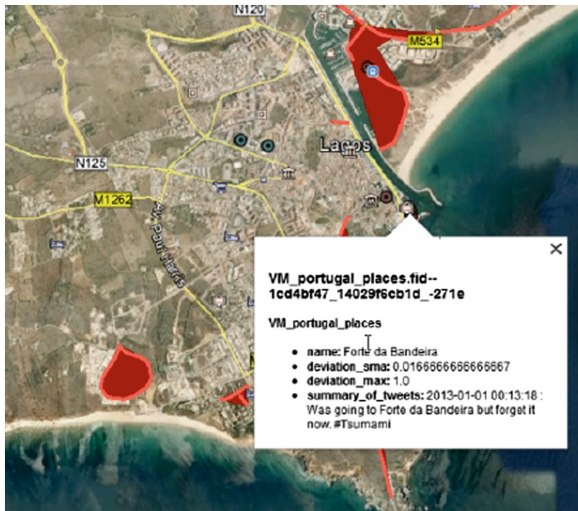 N120
M534
Lagos
N125
M1262
Av. Paul Harris
VM_portugal_places.fid--
1cd4bf47_14029f6cb1d_-271e
VM_portugal_places
name: Forte da Bandeira
deviation_sma: 0.0166666666666667
deviation_max: 1.0
summary_of_tweets: 2013-01-01 00:13:18 :
Was going to Forte da Bandeira but forget it
now. #Tsumami